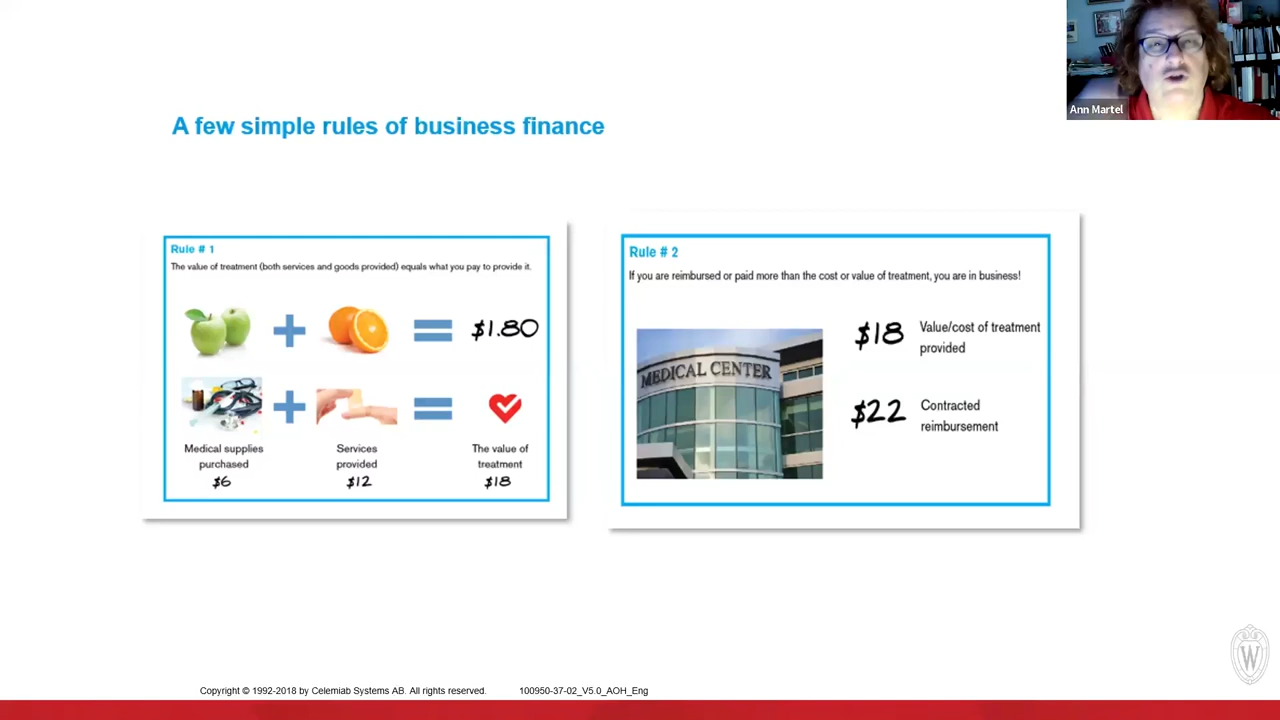 Ann Martel
A few simple rules of business finance
Rule # 1
The value of treatment (both services and goods provided) equals what you pay to provide it.
$1.80
Medical supplies
purchased
$6
Services
provided
$12
The value of
treatment
$18
Rule # 2
If you are reimbursed or paid more than the cost or value of treatment, you are in business!
MEDICAL CENTER
$18 Value/cost of treatment
provided
$22 Contracted
reimbursement
W
Copyright © 1992-2018 by Celemiab Systems AB. All rights reserved. 100950-37-02_V5.0_AOH_Eng